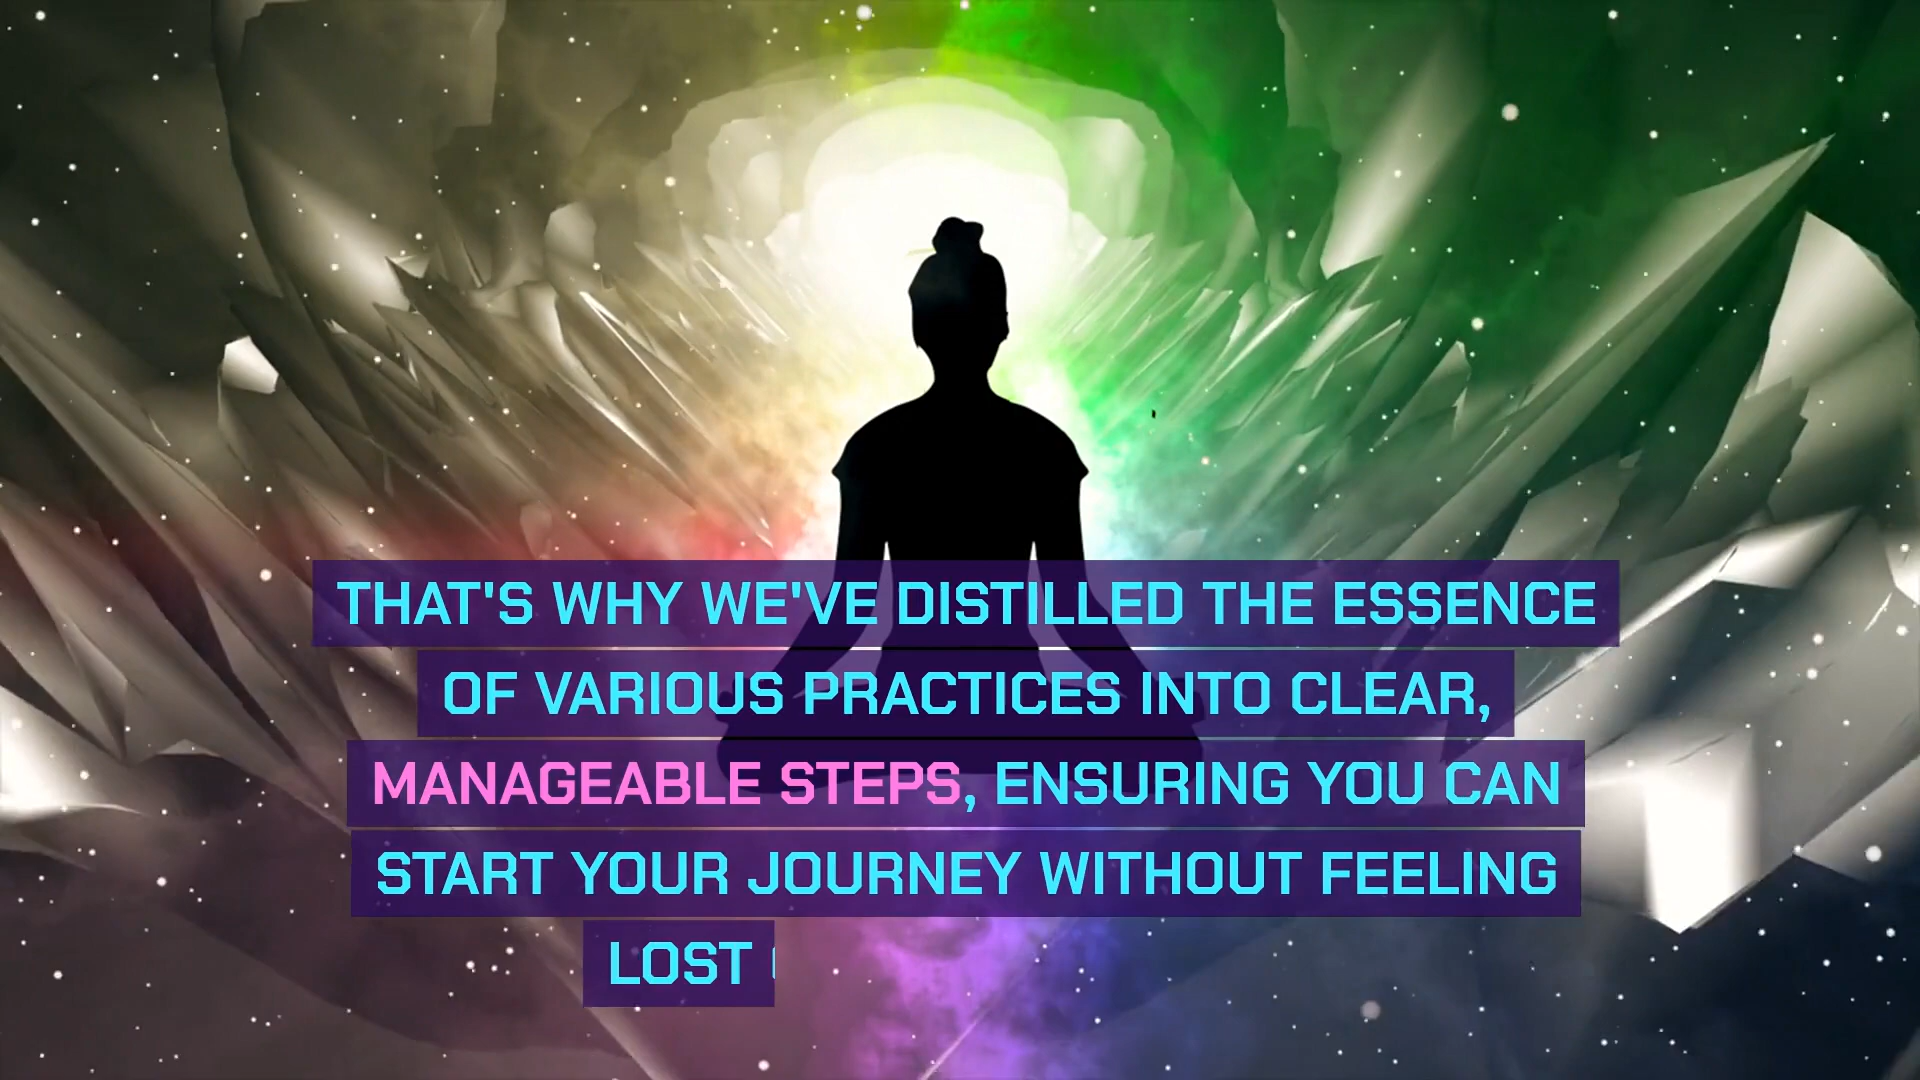 THAT'S WHY WE'VE DISTILLED THE ESSENCE
OF VARIOUS PRACTICES INTO CLEAR,
MANAGEABLE STEPS, ENSURING YOU CAN
START YOUR JOURNEY WITHOUT FEELING
LOST